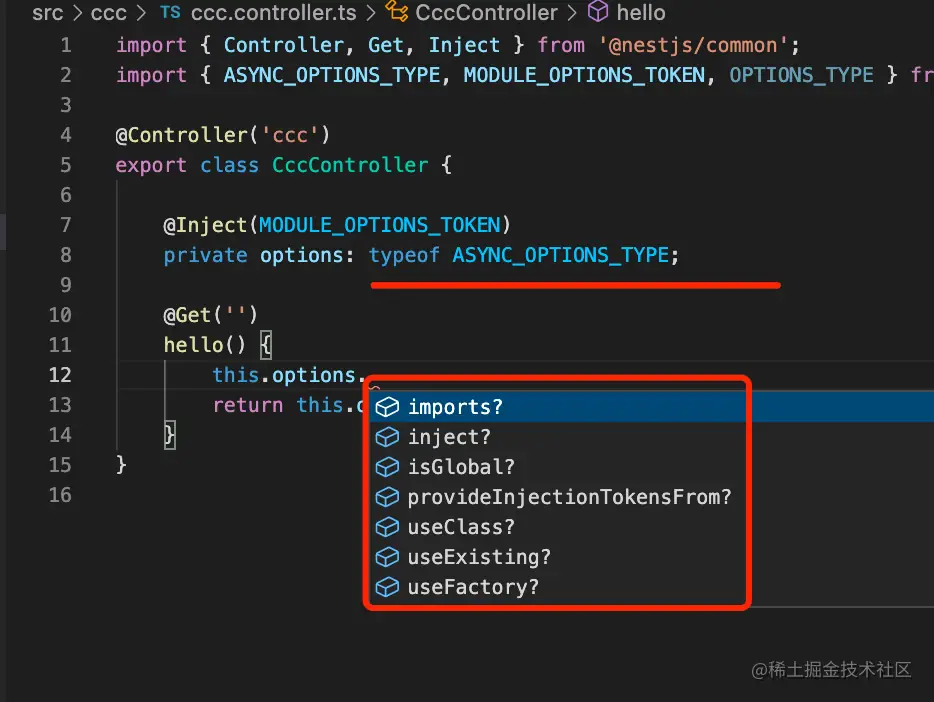 src > ccc > TS ccc.controller.ts > CccController > hello
1 import { Controller, Get, Inject } from '@nestjs/common';
2 import { ASYNC_OPTIONS_TYPE, MODULE_OPTIONS_TOKEN, OPTIONS_TYPE } fr
3
4 @Controller('ccc')
5 export class CccController {
6
7 @Inject(MODULE_OPTIONS_TOKEN)
8 private options: typeof ASYNC_OPTIONS_TYPE;
9
10 @Get('')
11 hello() {
12 this.options.
13 return this.o
14 }
15 }
16
imports?
inject?
isGlobal?
provideInjectionTokensFrom?
useClass?
useExisting?
useFactory?
@稀土掘金技术社区